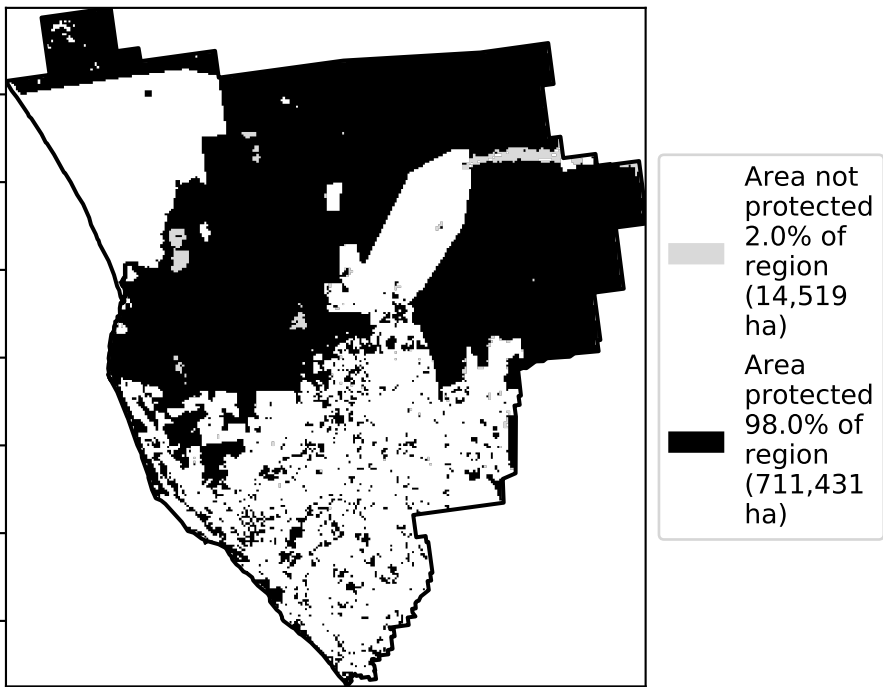 Area not
protected
2.0% of
region
(14,519
ha)
Area
protected
98.0% of
region
(711,431
ha)